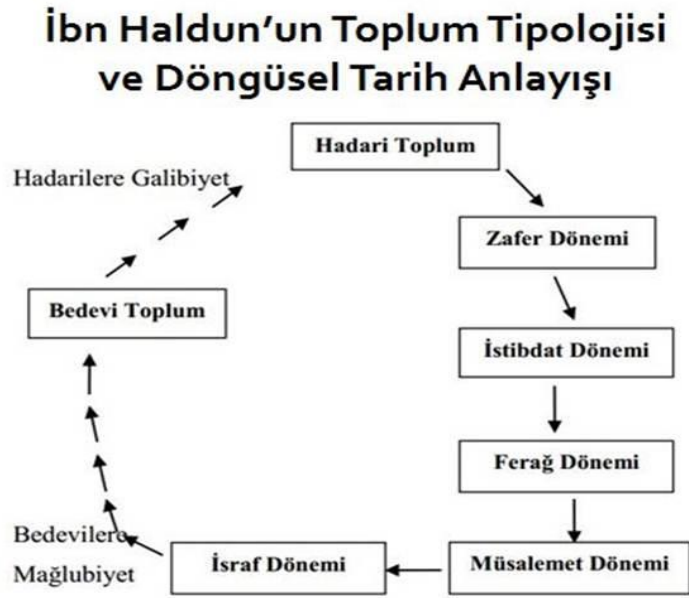 İbn Haldun’un Toplum Tipolojisi
ve Döngüsel Tarih Anlayışı
Hadari Toplum
Hadarilere Galibiyet
Zafer Dönemi
Bedevi Toplum
İstibdat Dönemi
Ferağ Dönemi
Müsalemet Dönemi
İsraf Dönemi
Bedevilere
Mağlubiyet